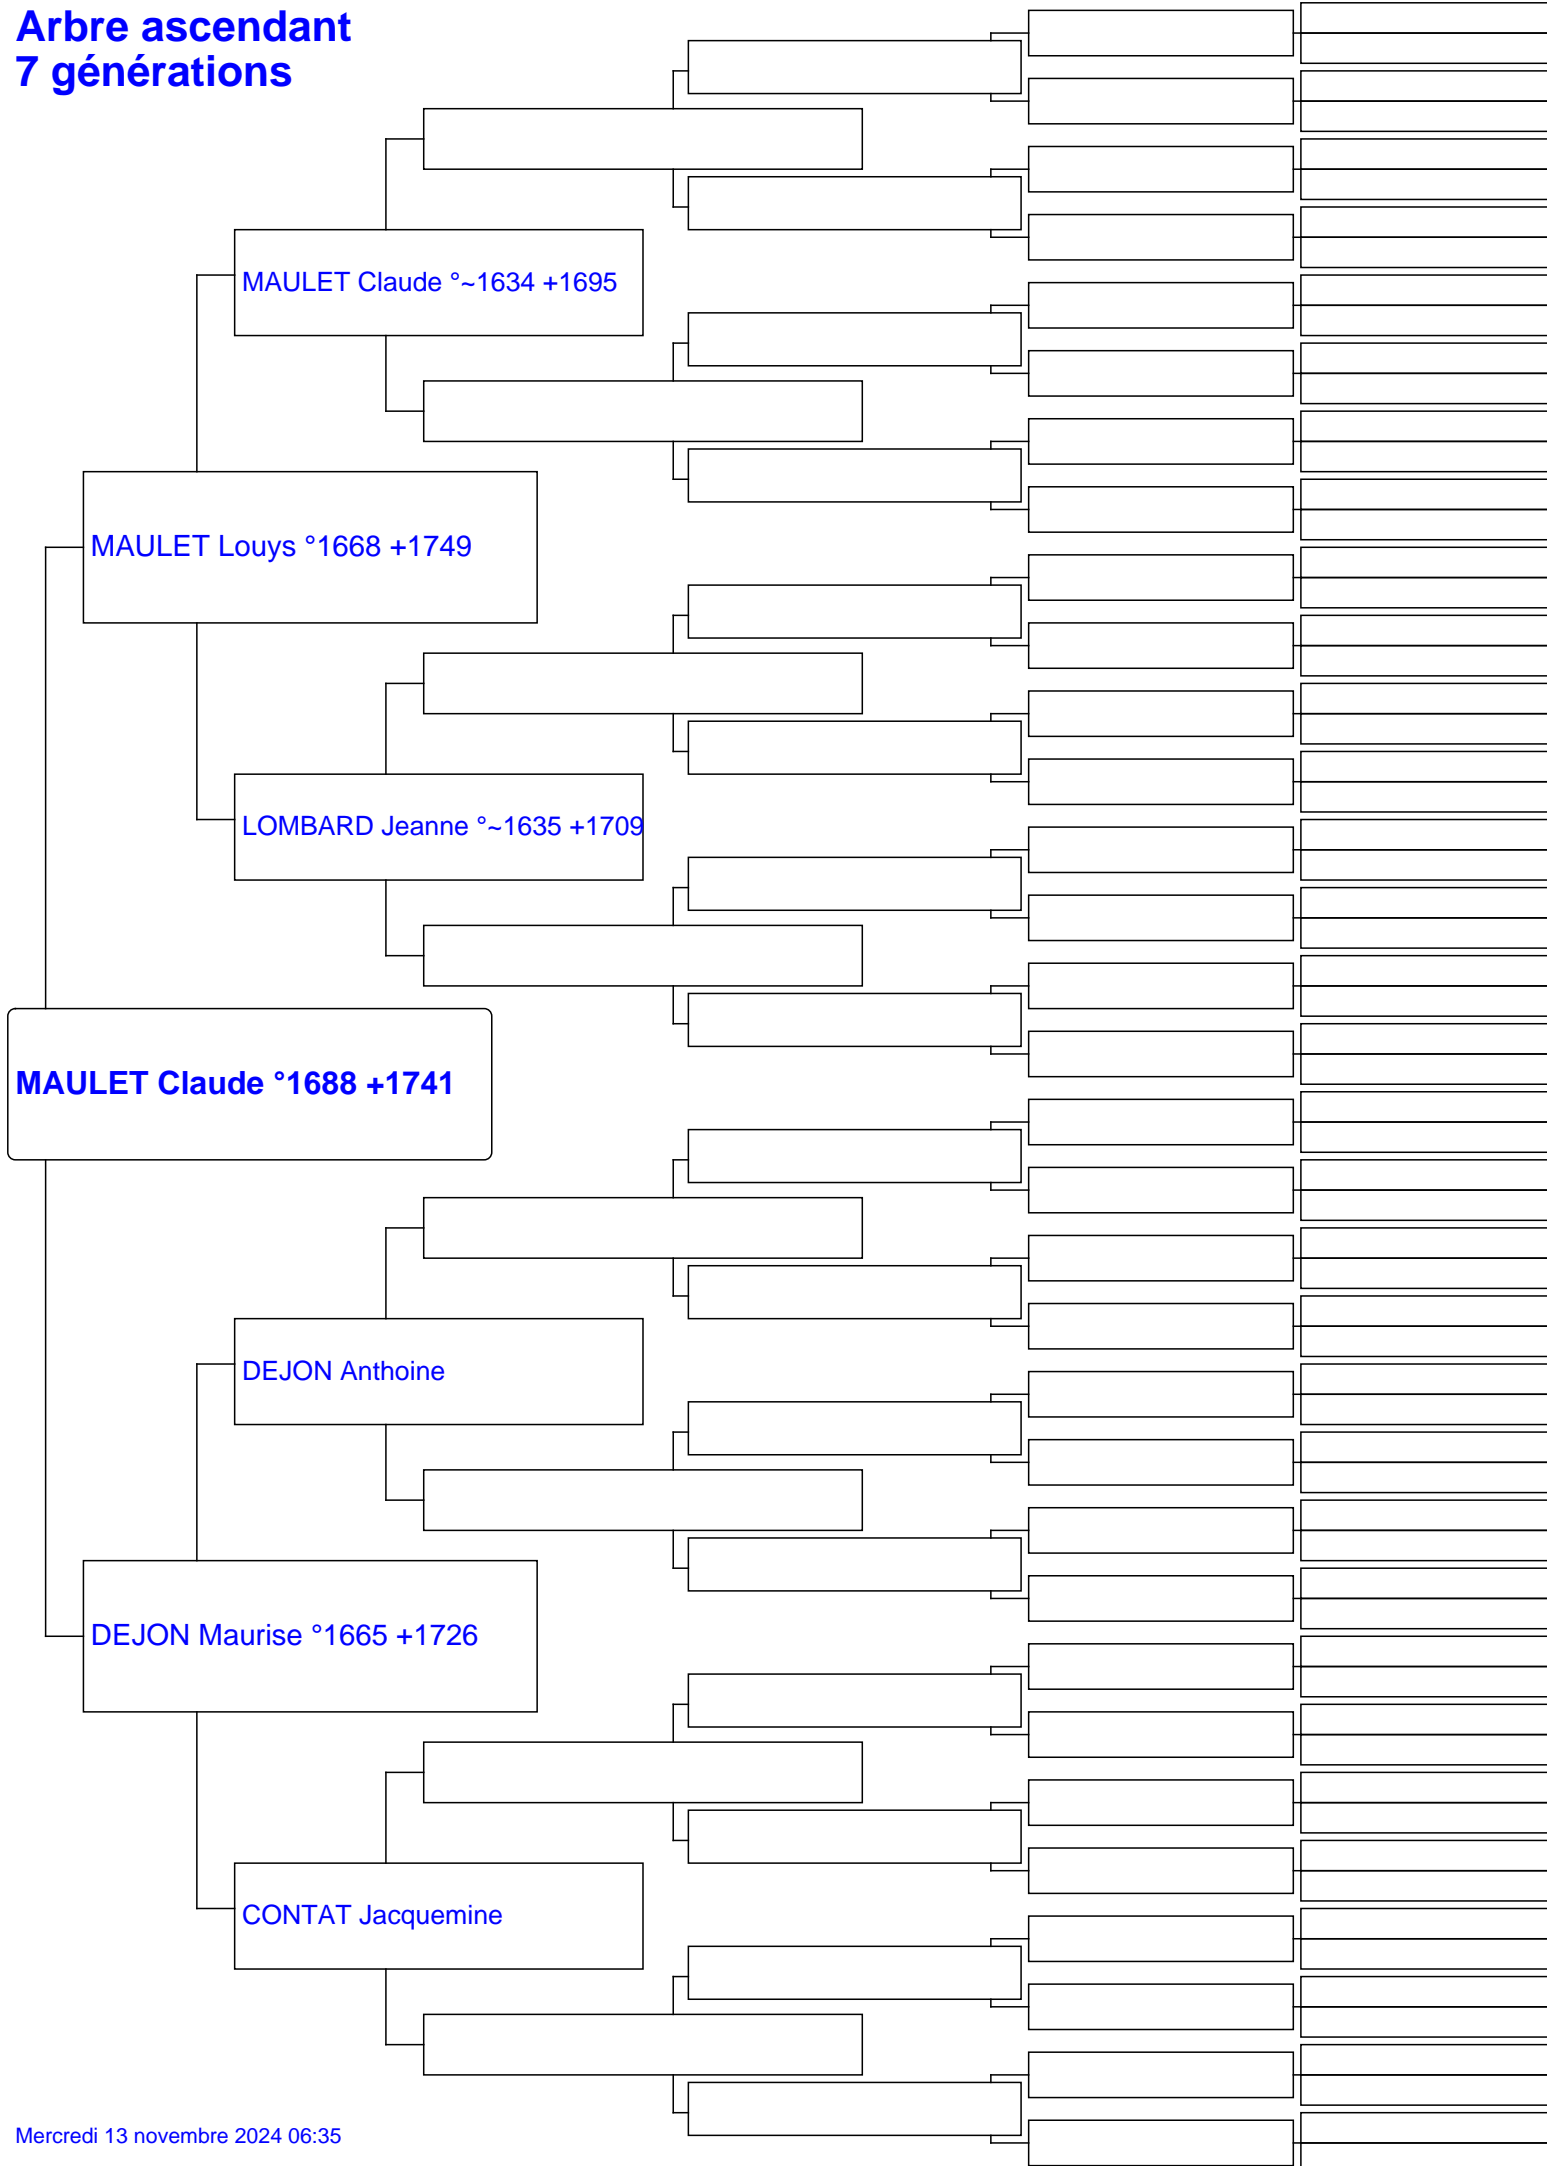 Arbre ascendant
7 générations
MAULET Claude °~1634 +1695
MAULET Louys °1668 +1749
LOMBARD Jeanne °~1635 +1709
MAULET Claude °1688 +1741
DEJON Anthoine
DEJON Maurise °1665 +1726
CONTAT Jacquemine
Mercredi 13 novembre 2024 06:35